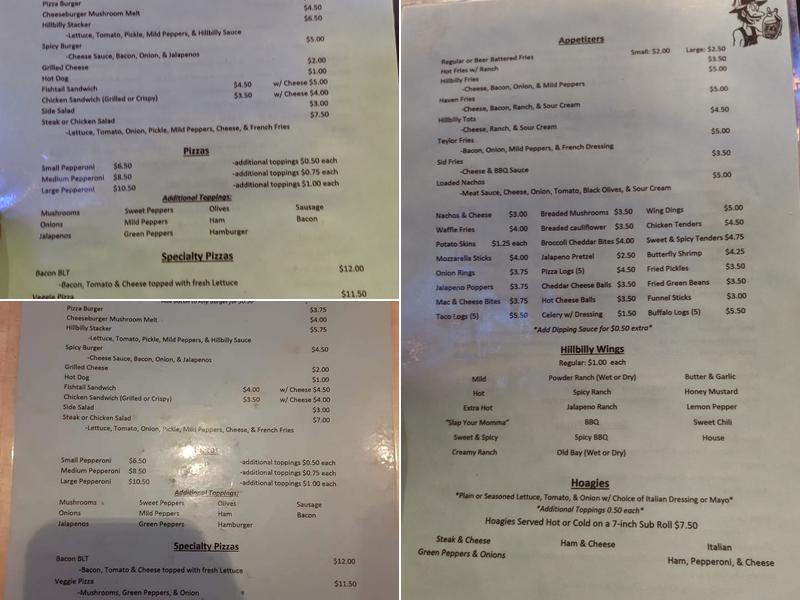 Pizza Burger
Cheeseburger Mushroom Melt $4.50
Hillbilly Stacker $6.50
-Lettuce, Tomato, Pickle, Mild Peppers, & Hillbilly Sauce
Spicy Burger $5.00
-Cheese Sauce, Bacon, Onion, & Jalapenos
Grilled Cheese $2.00
Hot Dog $1.00
Fishtail Sandwich $4.50 w/ Cheese $5.00
Chicken Sandwich (Grilled or Crispy) $3.50 w/ Cheese $4.00
Side Salad $3.00
Steak or Chicken Salad $7.50
-Lettuce, Tomato, Onion, Pickle, Mild Peppers, Cheese, & French Fries
Pizzas
Small Pepperoni $6.50 -additional toppings $0.50 each
Medium Pepperoni $8.50 -additional toppings $0.75 each
Large Pepperoni $10.50 -additional toppings $1.00 each
Additional Toppings:
Mushrooms Sweet Peppers Olives Sausage
Onions Mild Peppers Ham Bacon
Jalapenos Green Peppers Hamburger
Specialty Pizzas
Bacon BLT $12.00
-Bacon, Tomato & Cheese topped with fresh Lettuce
Veggie Pizza $11.50
Pizza Burger $3.75
Cheeseburger Mushroom Melt $4.00
Hillbilly Stacker $5.75
-Lettuce, Tomato, Pickle, Mild Peppers, & Hillbilly Sauce
Spicy Burger $4.50
-Cheese Sauce, Bacon, Onion, & Jalapenos
Grilled Cheese $2.00
Hot Dog $1.00
Fishtail Sandwich $4.00 w/ Cheese $4.50
Chicken Sandwich (Grilled or Crispy) $3.50 w/ Cheese $4.00
Side Salad $3.00
Steak or Chicken Salad $7.00
-Lettuce, Tomato, Onion, Pickle, Mild Peppers, Cheese, & French Fries
Small Pepperoni $6.50 -additional toppings $0.50 each
Medium Pepperoni $8.50 -additional toppings $0.75 each
Large Pepperoni $10.50 -additional toppings $1.00 each
Additional Toppings:
Mushrooms Sweet Peppers Olives Sausage
Onions Mild Peppers Ham Bacon
Jalapenos Green Peppers Hamburger
Specialty Pizzas
Bacon BLT $12.00
-Bacon, Tomato & Cheese topped with fresh Lettuce
Veggie Pizza $11.50
-Mushrooms, Green Peppers, & Onion
Appetizers
Regular or Beer Battered Fries Small: $2.00 Large: $2.50
Hot Fries w/ Ranch $3.50
Hillbilly Fries $5.00
-Cheese, Bacon, Onion, & Mild Peppers
Haven Fries $5.00
-Cheese, Bacon, Ranch, & Sour Cream
Hillbilly Tots $4.50
-Cheese, Ranch, & Sour Cream
Teylor Fries $5.00
-Bacon, Onion, Mild Peppers, & French Dressing
Sid Fries $3.50
-Cheese & BBQ Sauce
Loaded Nachos $5.00
-Meat Sauce, Cheese, Onion, Tomato, Black Olives, & Sour Cream
Nachos & Cheese $3.00 Breaded Mushrooms $3.50 Wing Dings $5.00
Waffle Fries $4.00 Breaded cauliflower $3.50 Chicken Tenders $4.50
Potato Skins $1.25 each Broccoli Cheddar Bites $4.00 Sweet & Spicy Tenders $4.75
Mozzarella Sticks $4.00 Jalapeno Pretzel $2.50 Butterfly Shrimp $4.25
Onion Rings $3.75 Pizza Logs (5) $4.50 Fried Pickles $3.50
Jalapeno Poppers $3.75 Cheddar Cheese Balls $3.50 Fried Green Beans $3.50
Mac & Cheese Bites $3.75 Hot Cheese Balls $3.50 Funnel Sticks $3.00
Taco Logs (5) $5.50 Celery w/ Dressing $1.50 Buffalo Logs (5) $5.50
*Add Dipping Sauce for $0.50 extra*
Hillbilly Wings
Regular: $1.00 each
Mild Powder Ranch (Wet or Dry) Butter & Garlic
Hot Spicy Ranch Honey Mustard
Extra Hot Jalapeno Ranch Lemon Pepper
"Slap Your Momma" BBQ Sweet Chili
Sweet & Spicy Spicy BBQ House
Creamy Ranch Old Bay (Wet or Dry)
Hoagies
*Plain or Seasoned Lettuce, Tomato, & Onion w/ Choice of Italian Dressing or Mayo*
*Additional Toppings 0.50 each*
Hoagies Served Hot or Cold on a 7-inch Sub Roll $7.50
Steak & Cheese Ham & Cheese Italian
Green Peppers & Onions Ham, Pepperoni, & Cheese